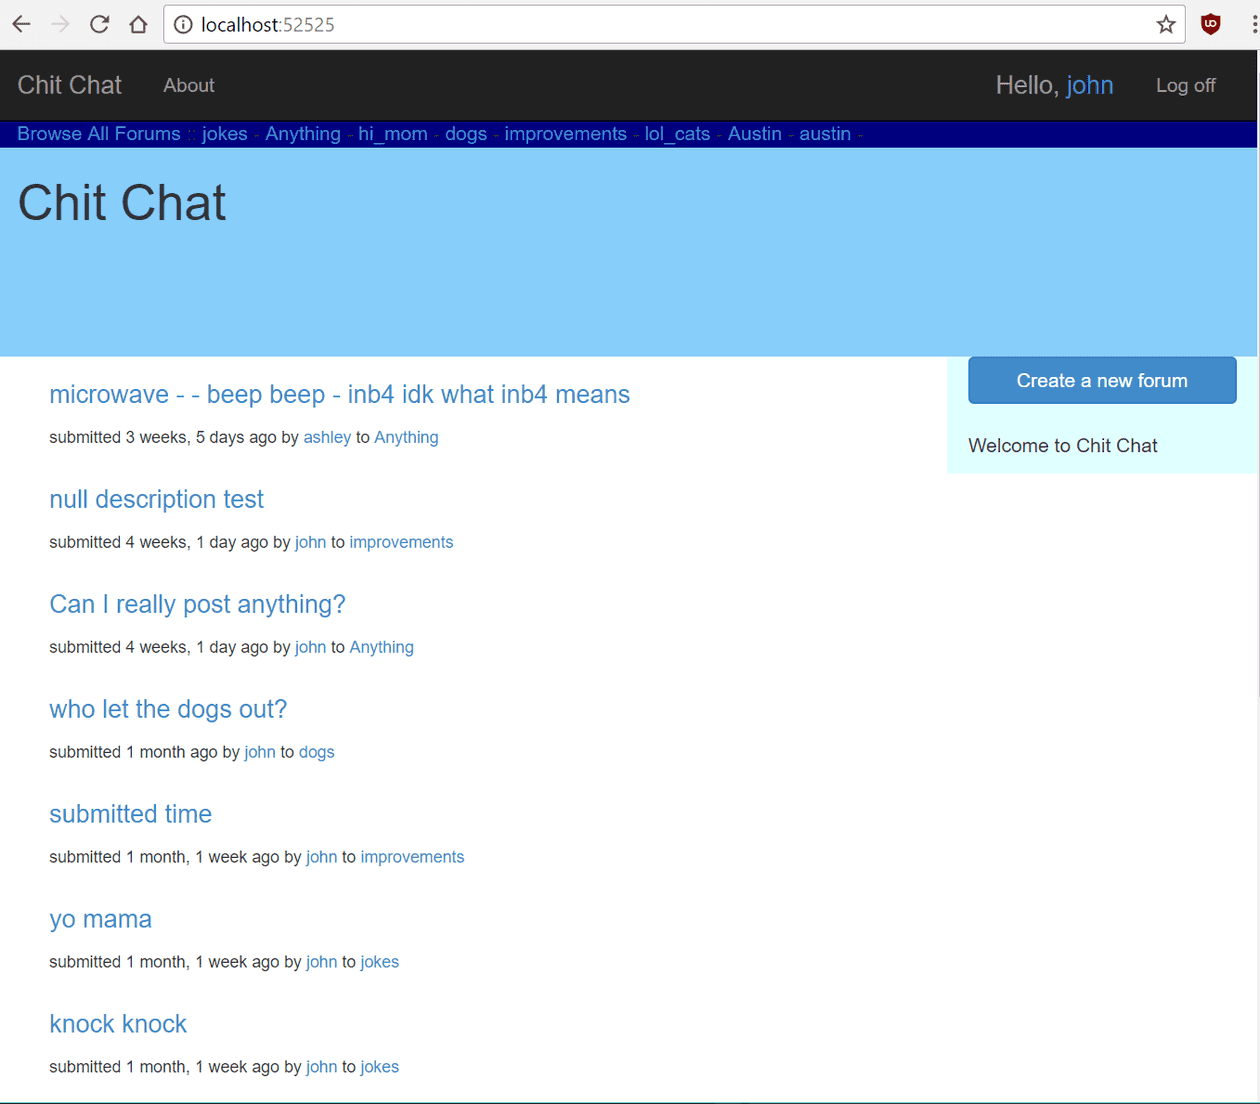 localhost:52525
Chit Chat About Hello, john Log off
Browse All Forums :: jokes - Anything - hi_mom - dogs - improvements - lol_cats - Austin - austin -
Chit Chat
Create a new forum
Welcome to Chit Chat
microwave - - beep beep - inb4 idk what inb4 means
submitted 3 weeks, 5 days ago by ashley to Anything
null description test
submitted 4 weeks, 1 day ago by john to improvements
Can I really post anything?
submitted 4 weeks, 1 day ago by john to Anything
who let the dogs out?
submitted 1 month ago by john to dogs
submitted time
submitted 1 month, 1 week ago by john to improvements
yo mama
submitted 1 month, 1 week ago by john to jokes
knock knock
submitted 1 month, 1 week ago by john to jokes